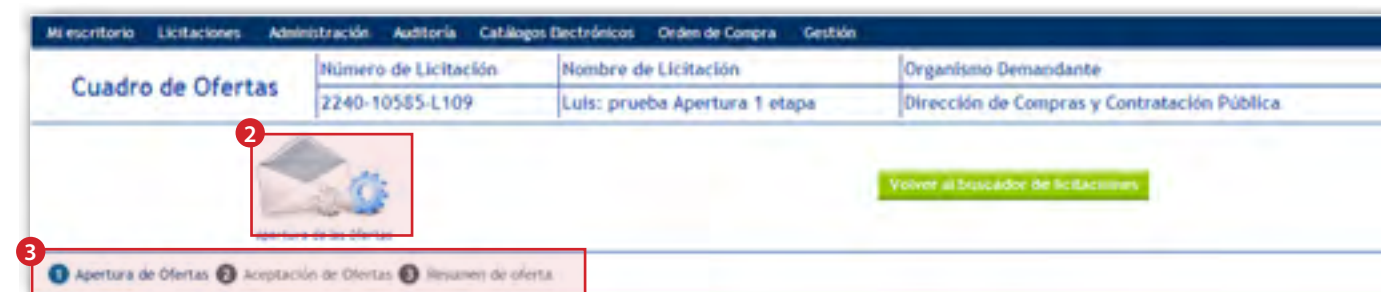 Mi escritorio Licitaciones Administración Auditoría Catálogos Electrónicos Orden de Compra Gestión
Cuadro de Ofertas
Número de Licitación Nombre de Licitación Organismo Demandante
2240-10585-L109 Luis: prueba Apertura 1 etapa Dirección de Compras y Contratación Pública
2
Volver al buscador de licitaciones
Apertura de las Ofertas
3
1 Apertura de Ofertas 2 Aceptación de Ofertas 3 Resumen de oferta